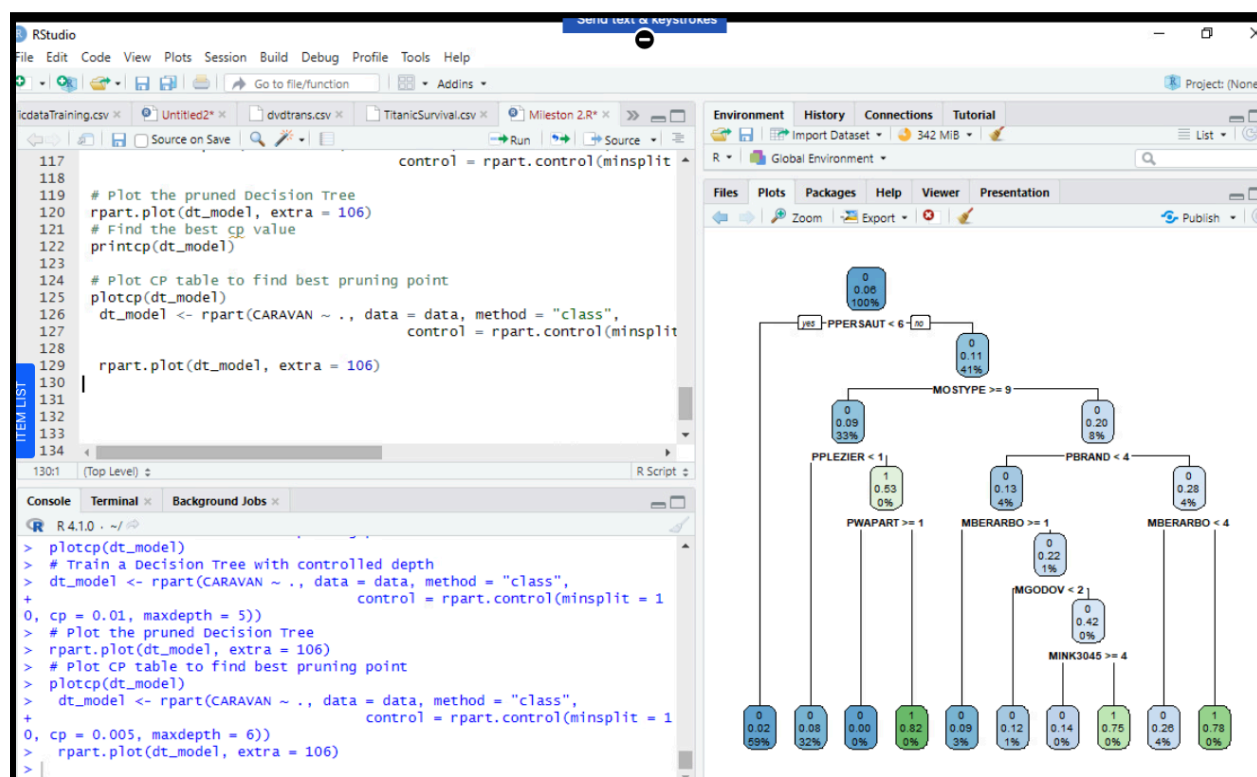 Send text & keystrokes
RStudio
File Edit Code View Plots Session Build Debug Profile Tools Help
Go to file/function Addins Project: (None
icdataTraining.csv Untitled2* dvdtrans.csv TitanicSurvival.csv Mileston 2.R*
Source on Save Run Source
117 control = rpart.control(minsplit
118
119 # Plot the pruned Decision Tree
120 rpart.plot(dt_model, extra = 106)
121 # Find the best cp value
122 printcp(dt_model)
123
124 # Plot CP table to find best pruning point
125 plotcp(dt_model)
126 dt_model <- rpart(CARAVAN ~ ., data = data, method = "class",
127 control = rpart.control(minsplit
128
129 rpart.plot(dt_model, extra = 106)
130
131
132
133
134
ITEM LIST
130:1 (Top Level) R Script
Console Terminal Background Jobs
R 4.1.0 · ~/
> plotcp(dt_model)
> # Train a Decision Tree with controlled depth
> dt_model <- rpart(CARAVAN ~ ., data = data, method = "class",
+ control = rpart.control(minsplit = 1
0, cp = 0.01, maxdepth = 5))
> # Plot the pruned Decision Tree
> rpart.plot(dt_model, extra = 106)
> # Plot CP table to find best pruning point
> plotcp(dt_model)
> dt_model <- rpart(CARAVAN ~ ., data = data, method = "class",
+ control = rpart.control(minsplit = 1
0, cp = 0.005, maxdepth = 6))
> rpart.plot(dt_model, extra = 106)
>
Environment History Connections Tutorial
Import Dataset 342 MiB List
R Global Environment
Files Plots Packages Help Viewer Presentation
Zoom Export Publish
0
0.06
100%
yes PPERSAUT < 6 no
0
0.11
41%
MOSTYPE >= 9
0 0
0.09 0.20
33% 8%
PPLEZIER < 1 PBRAND < 4
1 0 0
0.53 0.13 0.28
0% 4% 4%
PWAPART >= 1 MBERARBO >= 1 MBERARBO < 4
0
0.22
1%
MGODOV < 2
0
0.42
0%
MINK3045 >= 4
0 0 0 1 0 0 0 1 0 1
0.02 0.08 0.00 0.82 0.09 0.12 0.14 0.75 0.26 0.78
59% 32% 0% 0% 3% 1% 0% 0% 4% 0%